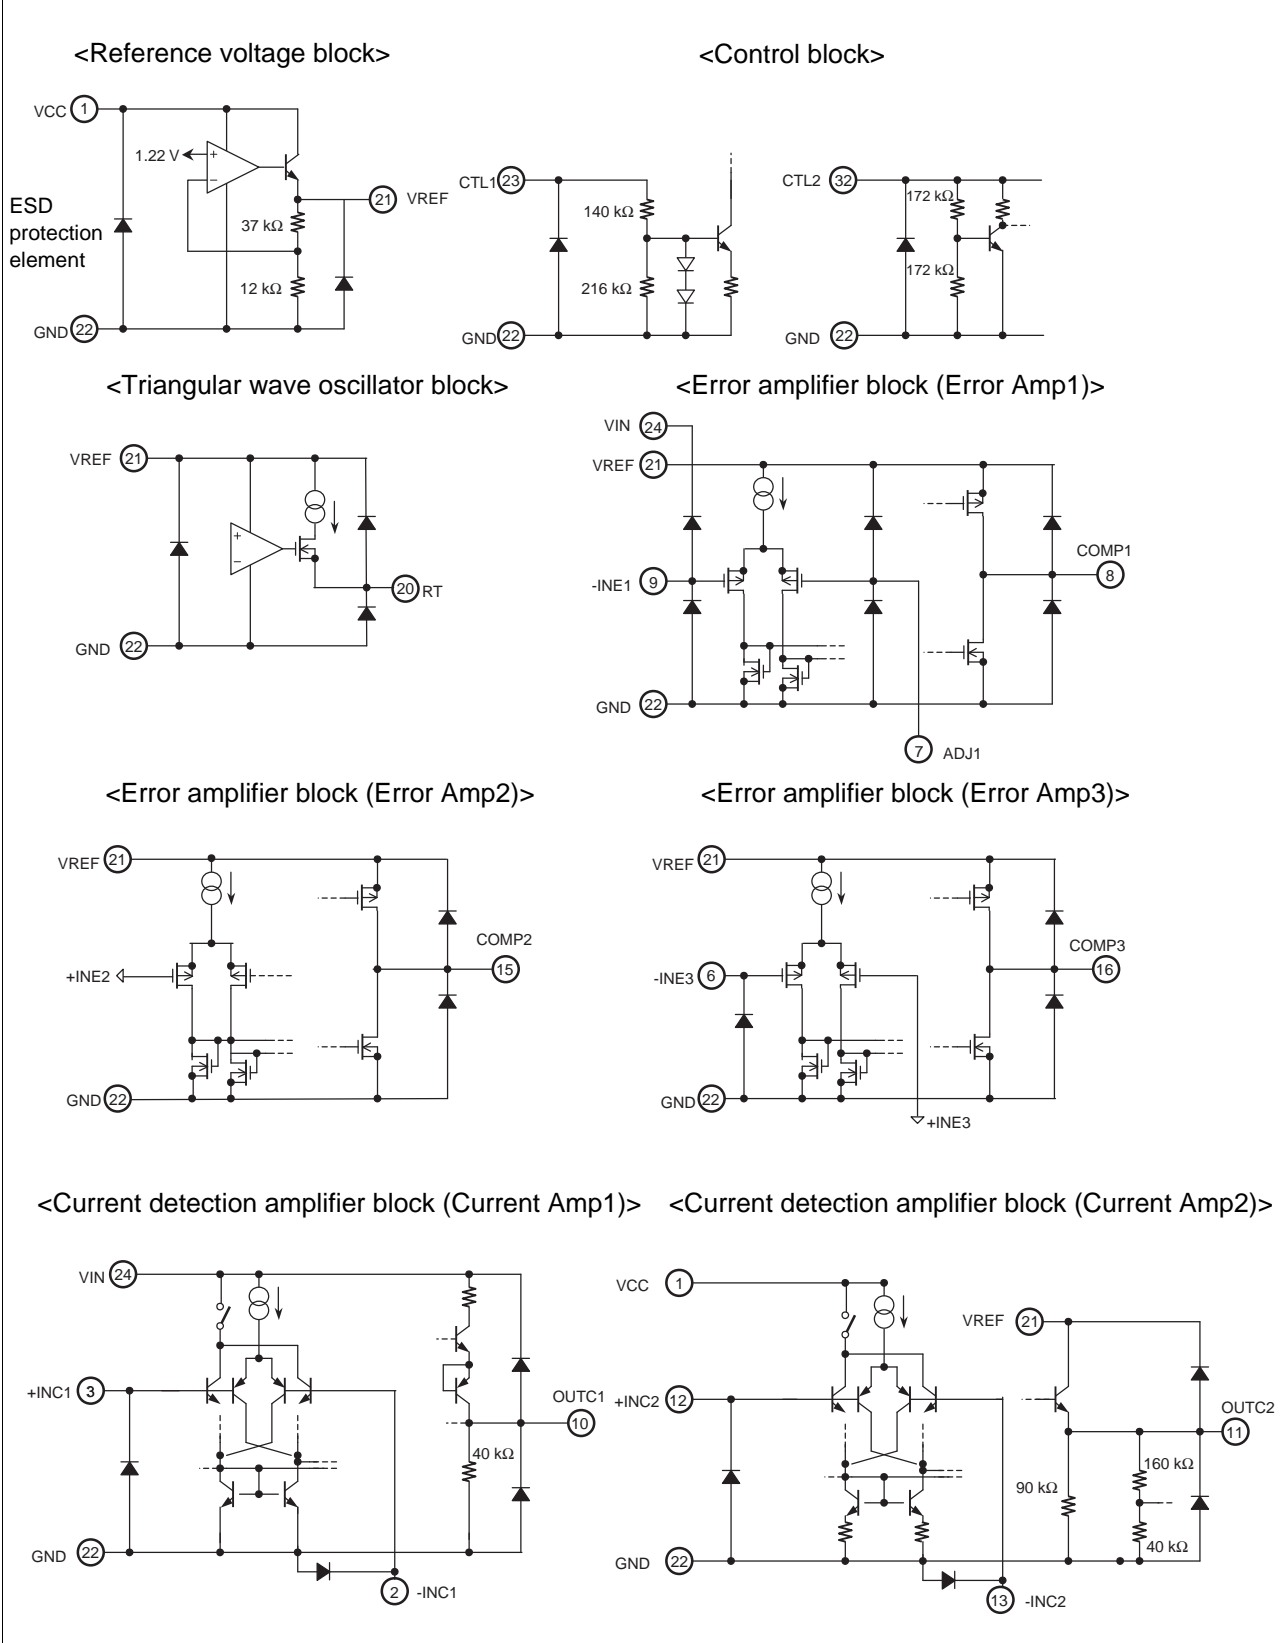 <Reference voltage block>
<Control block>
VCC 1
1.22 V
+
−
21 VREF
ESD
protection
element
37 kΩ
12 kΩ
GND 22
CTL1 23
140 kΩ
216 kΩ
GND 22
CTL2 32
172 kΩ
172 kΩ
GND 22
<Triangular wave oscillator block>
<Error amplifier block (Error Amp1)>
VREF 21
+
−
20 RT
GND 22
VIN 24
VREF 21
COMP1
8
-INE1 9
GND 22
7 ADJ1
<Error amplifier block (Error Amp2)>
<Error amplifier block (Error Amp3)>
VREF 21
COMP2
15
+INE2
GND 22
VREF 21
COMP3
16
-INE3 6
GND 22
+INE3
<Current detection amplifier block (Current Amp1)>
<Current detection amplifier block (Current Amp2)>
VIN 24
+INC1 3
OUTC1
10
40 kΩ
GND 22
2 -INC1
VCC 1
VREF 21
+INC2 12
OUTC2
11
160 kΩ
90 kΩ
40 kΩ
GND 22
13 -INC2